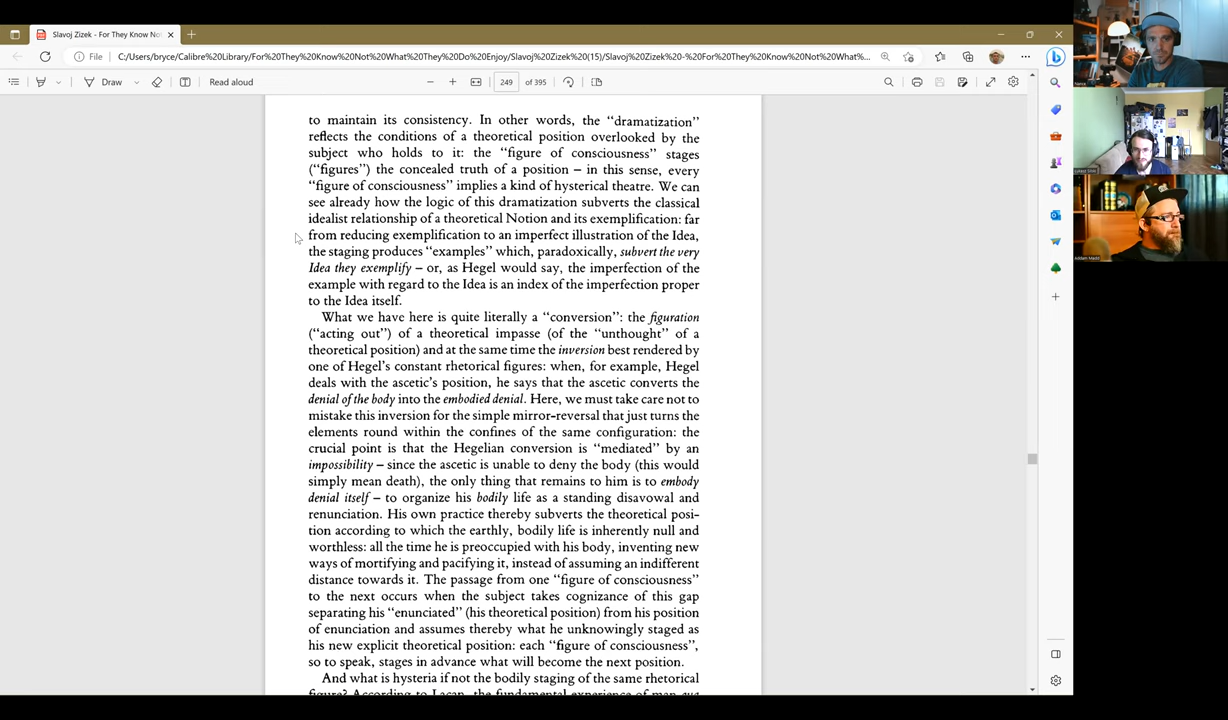 Slavoj Zizek - For They Know No
File
C:/Users/bryce/Calibre%20Library/For%20They%20Know%20Not%20What%20They%20Do%20Enjoy/Slavoj%20Zizek%20(15)/Slavoj%20Zizek%20-%20For%20They%20Know%20Not%20What%...
Draw
Read aloud
249 of 395
to maintain its consistency. In other words, the “dramatization”
reflects the conditions of a theoretical position overlooked by the
subject who holds to it: the “figure of consciousness” stages
(“figures”) the concealed truth of a position – in this sense, every
“figure of consciousness” implies a kind of hysterical theatre. We can
see already how the logic of this dramatization subverts the classical
idealist relationship of a theoretical Notion and its exemplification: far
from reducing exemplification to an imperfect illustration of the Idea,
the staging produces “examples” which, paradoxically, subvert the very
Idea they exemplify – or, as Hegel would say, the imperfection of the
example with regard to the Idea is an index of the imperfection proper
to the Idea itself.
What we have here is quite literally a “conversion”: the figuration
(“acting out”) of a theoretical impasse (of the “unthought” of a
theoretical position) and at the same time the inversion best rendered by
one of Hegel’s constant rhetorical figures: when, for example, Hegel
deals with the ascetic’s position, he says that the ascetic converts the
denial of the body into the embodied denial. Here, we must take care not to
mistake this inversion for the simple mirror-reversal that just turns the
elements round within the confines of the same configuration: the
crucial point is that the Hegelian conversion is “mediated” by an
impossibility – since the ascetic is unable to deny the body (this would
simply mean death), the only thing that remains to him is to embody
denial itself – to organize his bodily life as a standing disavowal and
renunciation. His own practice thereby subverts the theoretical posi-
tion according to which the earthly, bodily life is inherently null and
worthless: all the time he is preoccupied with his body, inventing new
ways of mortifying and pacifying it, instead of assuming an indifferent
distance towards it. The passage from one “figure of consciousness”
to the next occurs when the subject takes cognizance of this gap
separating his “enunciated” (his theoretical position) from his position
of enunciation and assumes thereby what he unknowingly staged as
his new explicit theoretical position: each “figure of consciousness”,
so to speak, stages in advance what will become the next position.
And what is hysteria if not the bodily staging of the same rhetorical
figure? According to Lacan, the fundamental experience of man qua